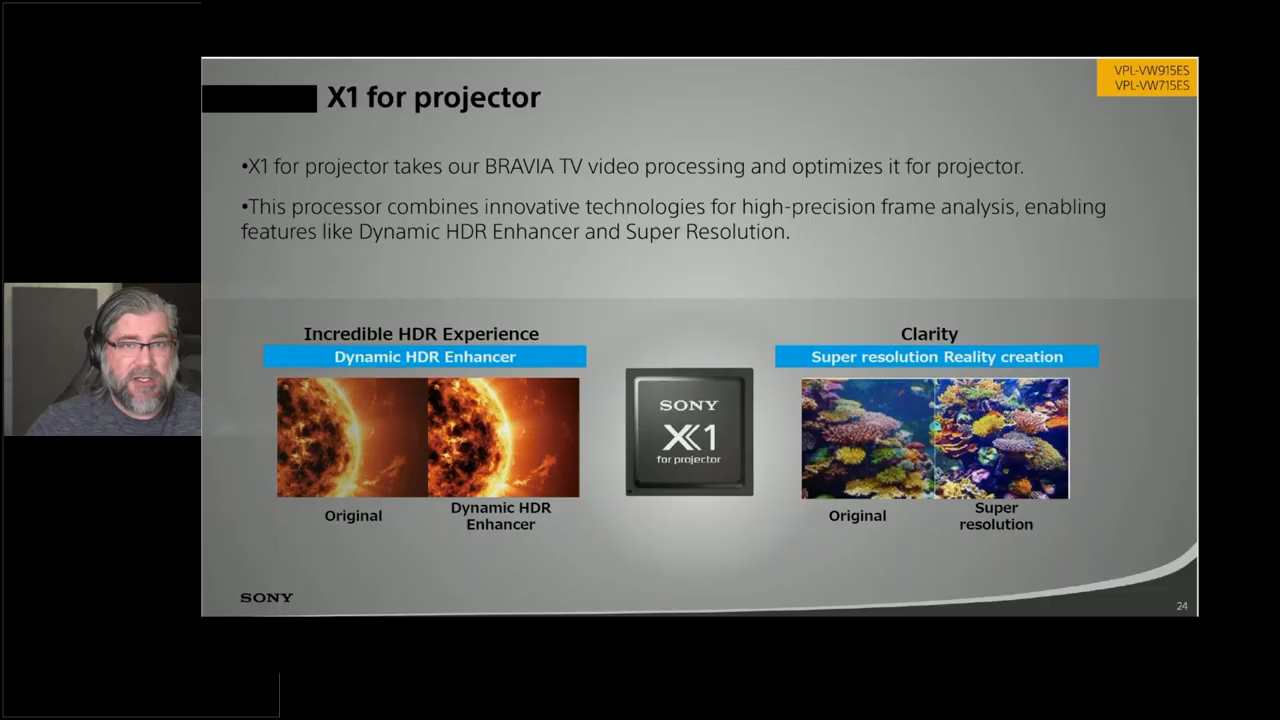 VPL-VW915ES
VPL-VW715ES
X1 for projector
•X1 for projector takes our BRAVIA TV video processing and optimizes it for projector.
•This processor combines innovative technologies for high-precision frame analysis, enabling
features like Dynamic HDR Enhancer and Super Resolution.
Incredible HDR Experience
Dynamic HDR Enhancer
Original
Dynamic HDR
Enhancer
SONY
X1
for projector
Clarity
Super resolution Reality creation
Original
Super
resolution
SONY
24